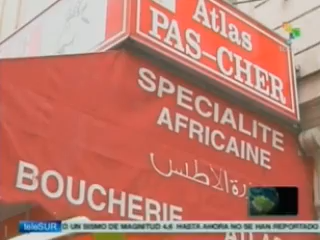 Atlas
PAS-CHER
SPECIALITE
AFRICAINE
الاطلس
BOUCHERIE
teleSUR
O UN SISMO DE MAGNITUD 4,6 HASTA AHORA NO SE HAN REPORTADO